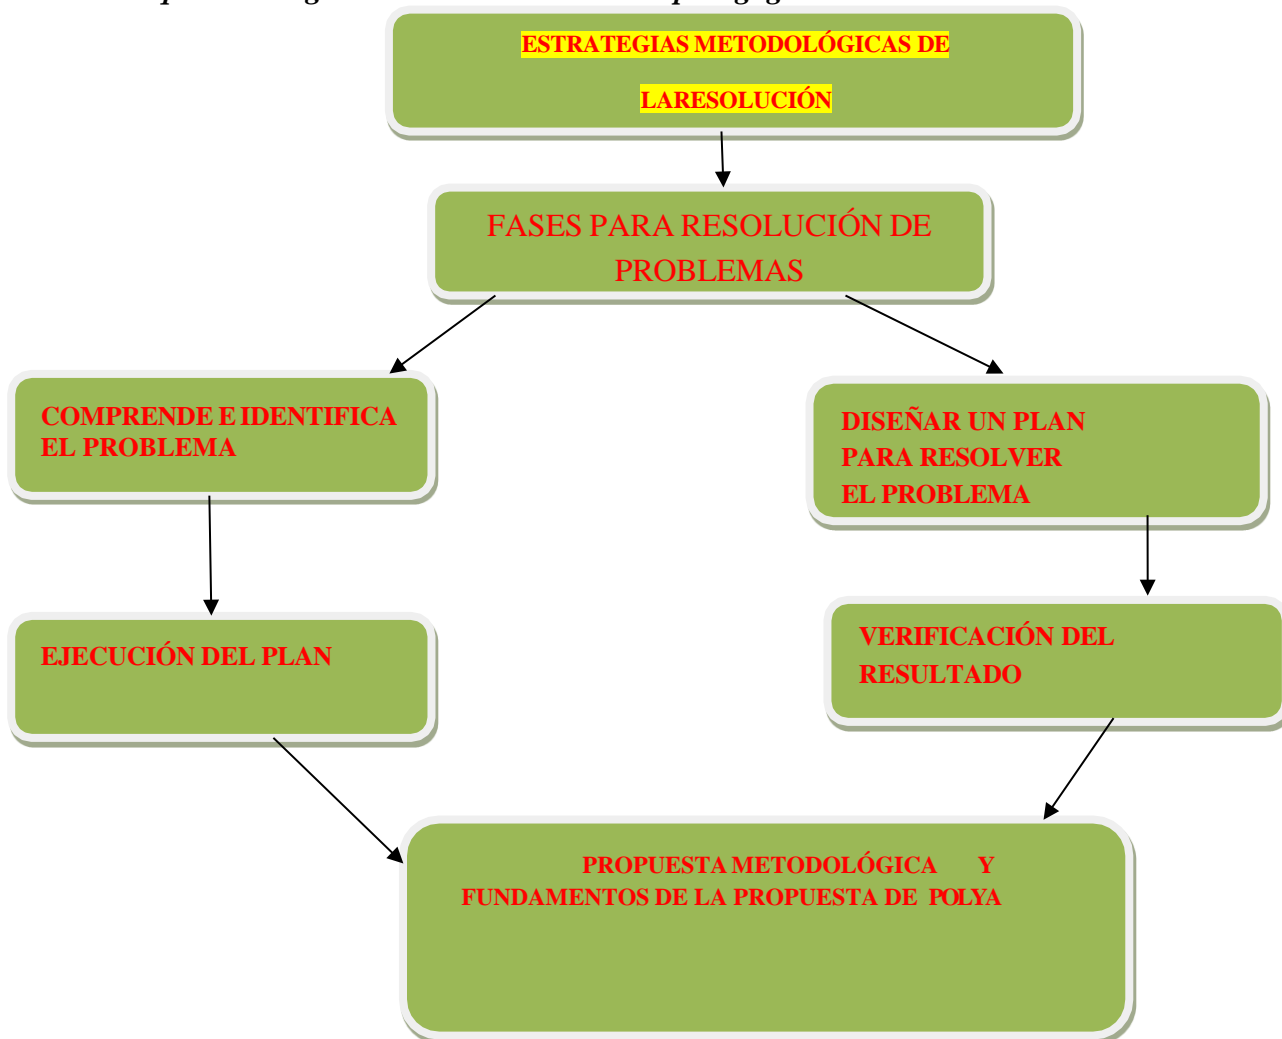 ESTRATEGIAS METODOLÓGICAS DE
LARESOLUCIÓN
FASES PARA RESOLUCIÓN DE
PROBLEMAS
COMPRENDE E IDENTIFICA
EL PROBLEMA
DISEÑAR UN PLAN
PARA RESOLVER
EL PROBLEMA
EJECUCIÓN DEL PLAN
VERIFICACIÓN DEL
RESULTADO
PROPUESTA METODOLÓGICA Y
FUNDAMENTOS DE LA PROPUESTA DE POLYA